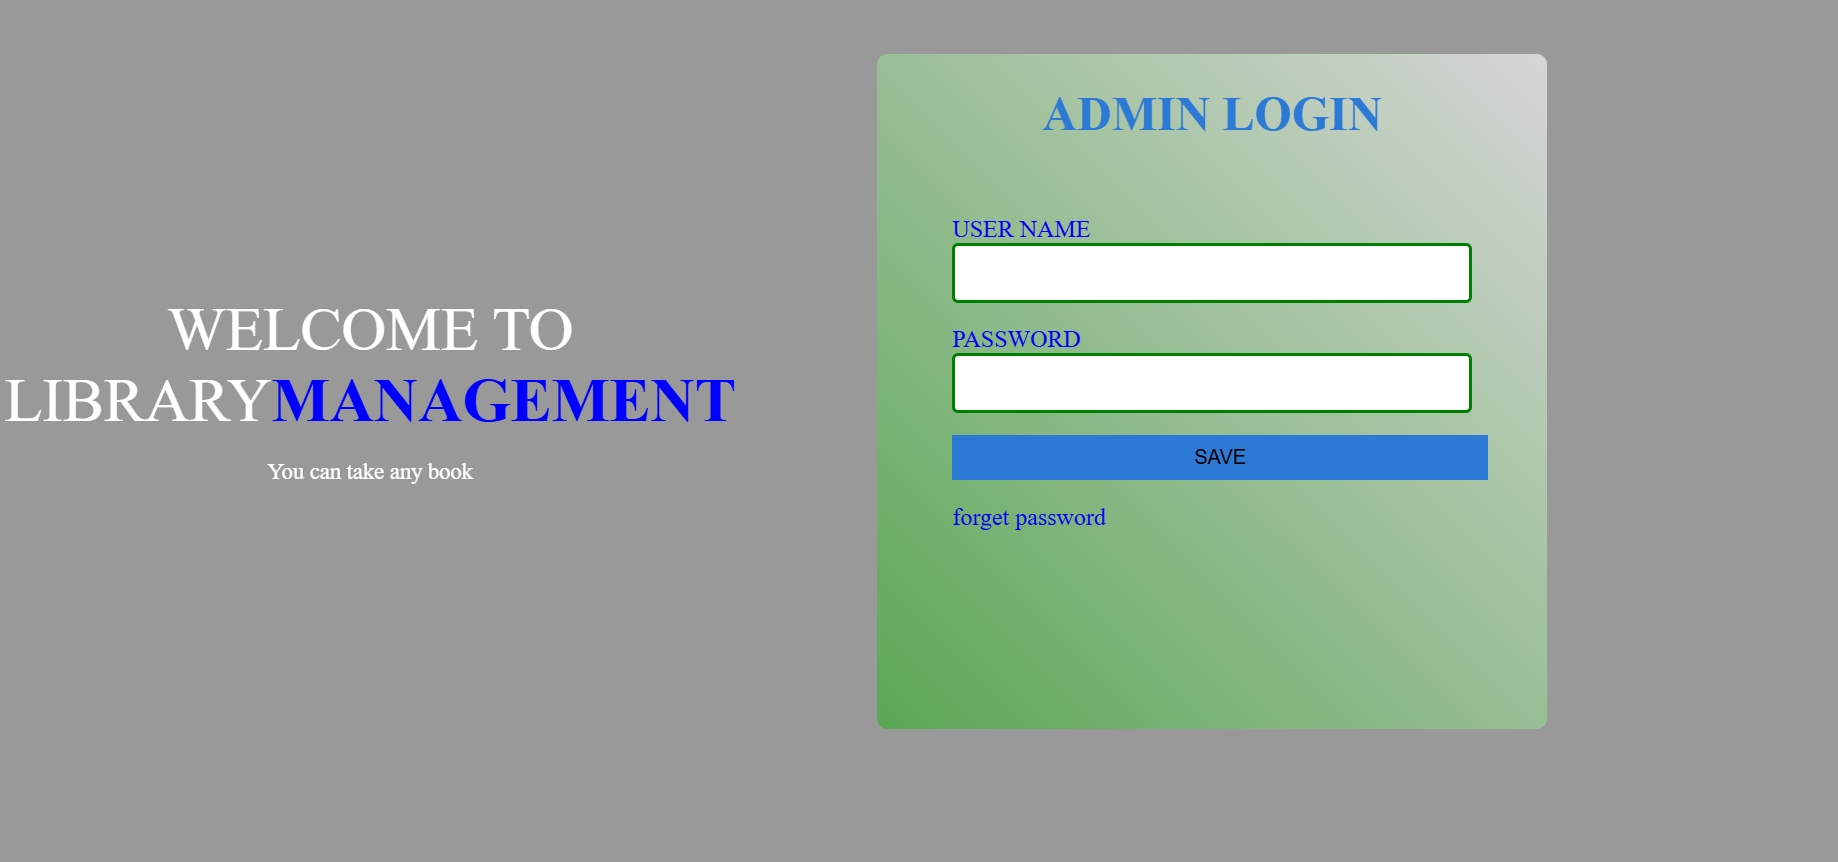 WELCOME TO
LIBRARYMANAGEMENT
You can take any book
ADMIN LOGIN
USER NAME
PASSWORD
SAVE
forget password